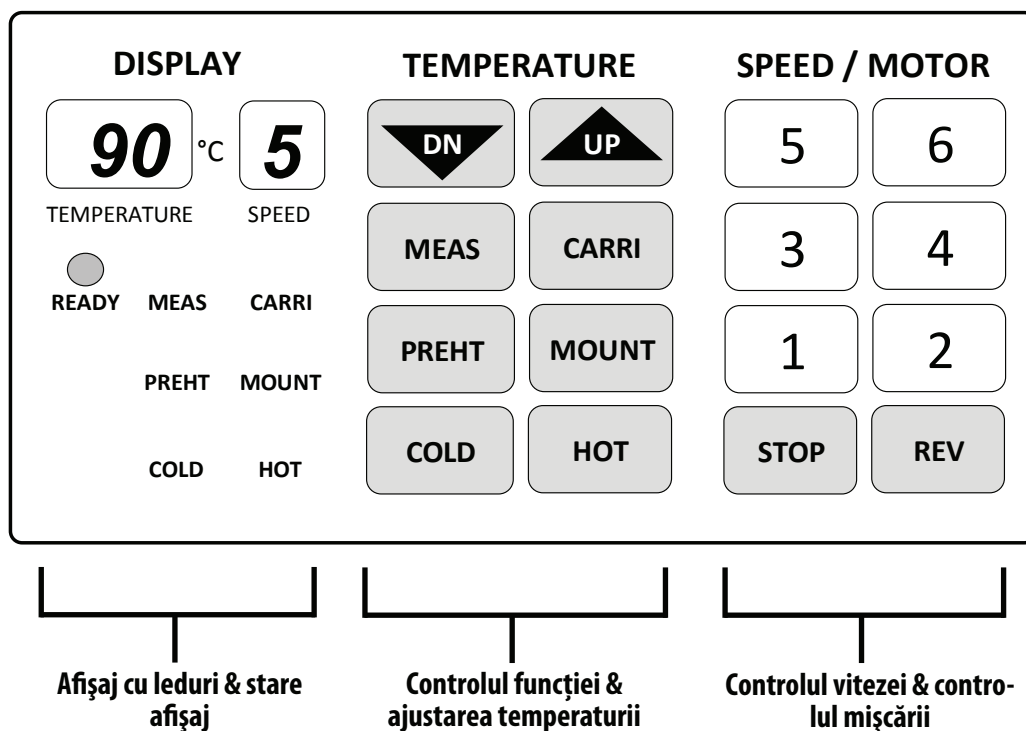 DISPLAY
90 °C 5
TEMPERATURE SPEED
READY MEAS CARRI
PREHT MOUNT
COLD HOT
TEMPERATURE
DN UP
MEAS CARRI
PREHT MOUNT
COLD HOT
SPEED / MOTOR
5 6
3 4
1 2
STOP REV
Afișaj cu leduri & stare
afișaj
Controlul funcției &
ajustarea temperaturii
Controlul vitezei & contro-
lul mișcării